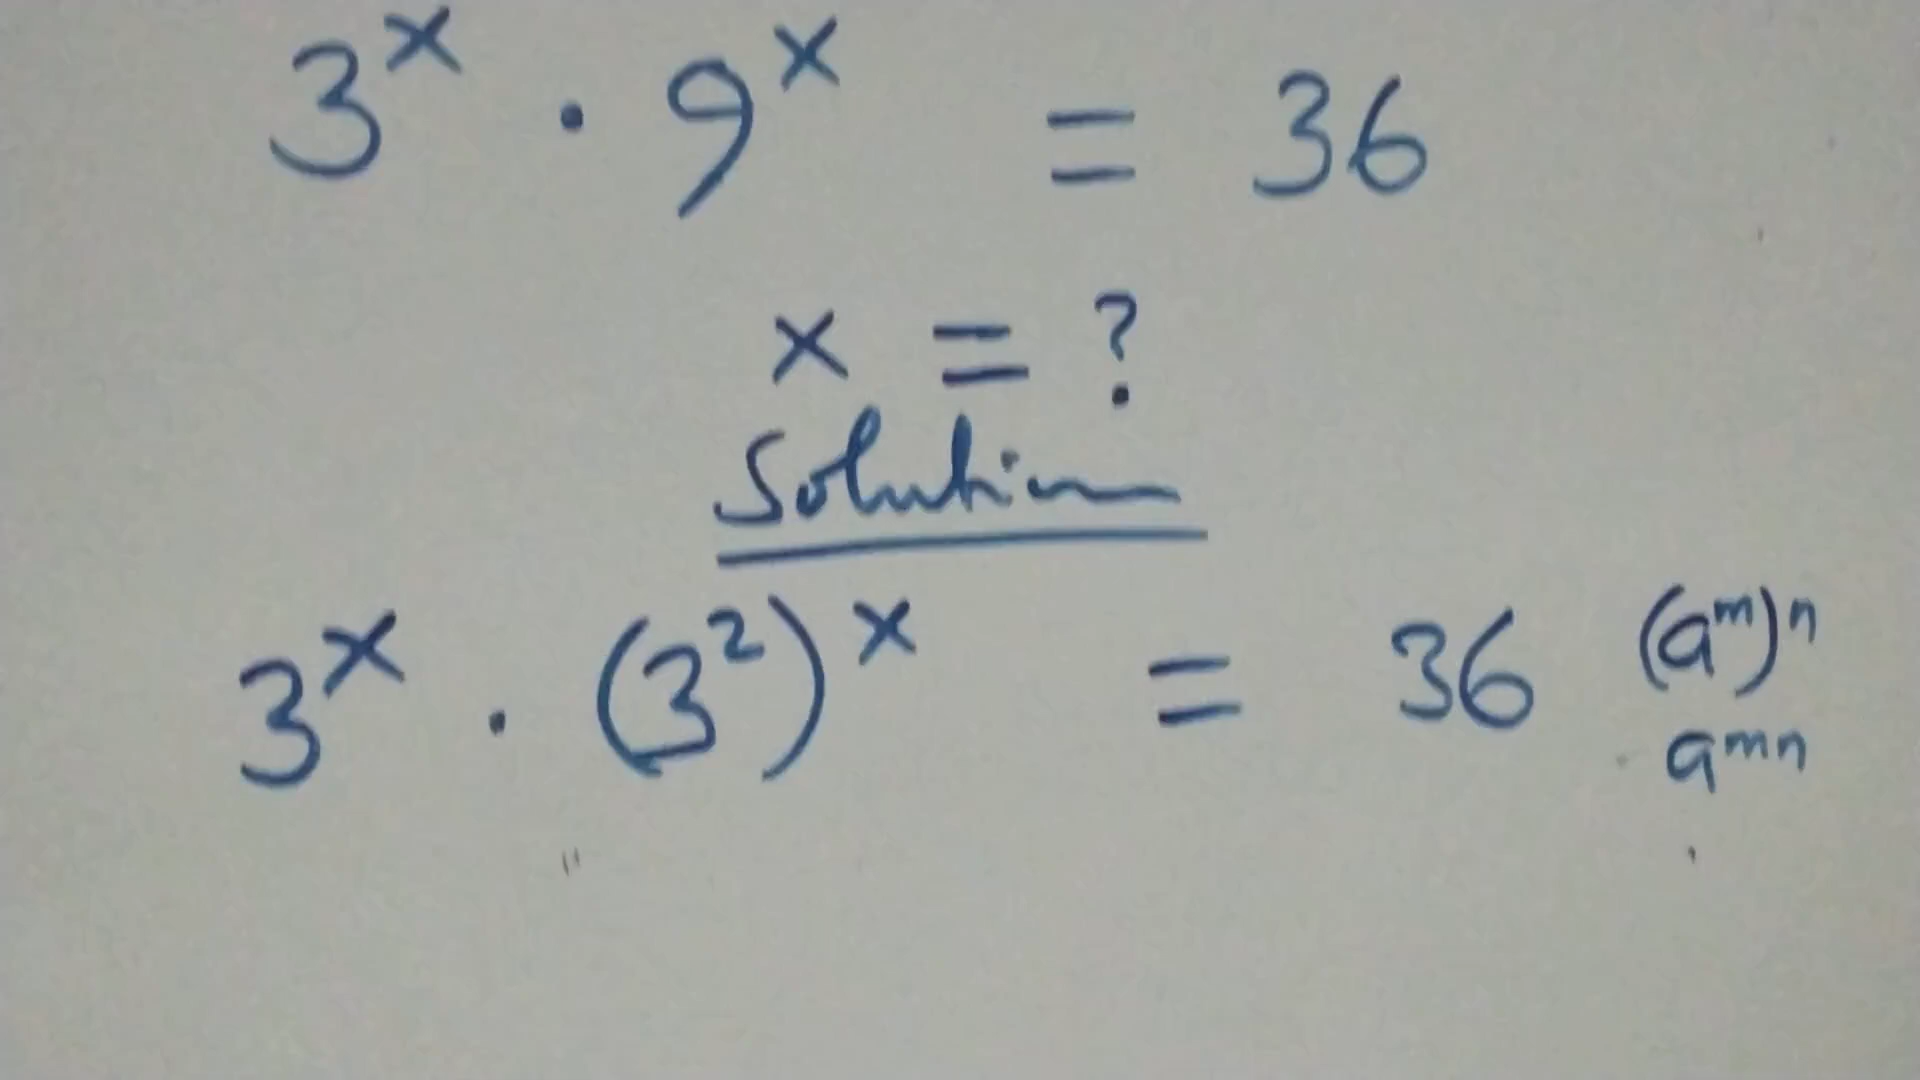 3^x · 9^x = 36
x = ?
Solution
3^x · (3^2)^x = 36 (a^m)^n
a^mn